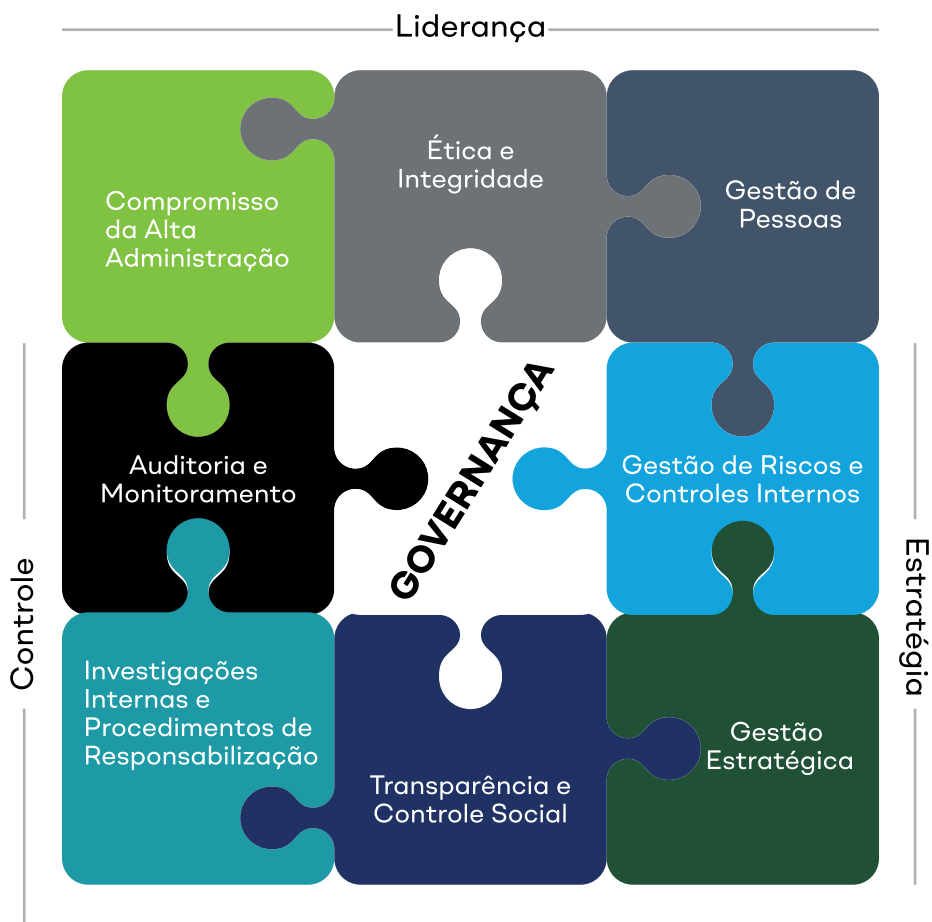 Liderança
Compromisso
da Alta
Administração
Ética e
Integridade
Gestão de
Pessoas
Auditoria e
Monitoramento
GOVERNANÇA
Gestão de Riscos e
Controles Internos
Controle
Estratégia
Investigações
Internas e
Procedimentos de
Responsabilização
Transparência e
Controle Social
Gestão
Estratégica